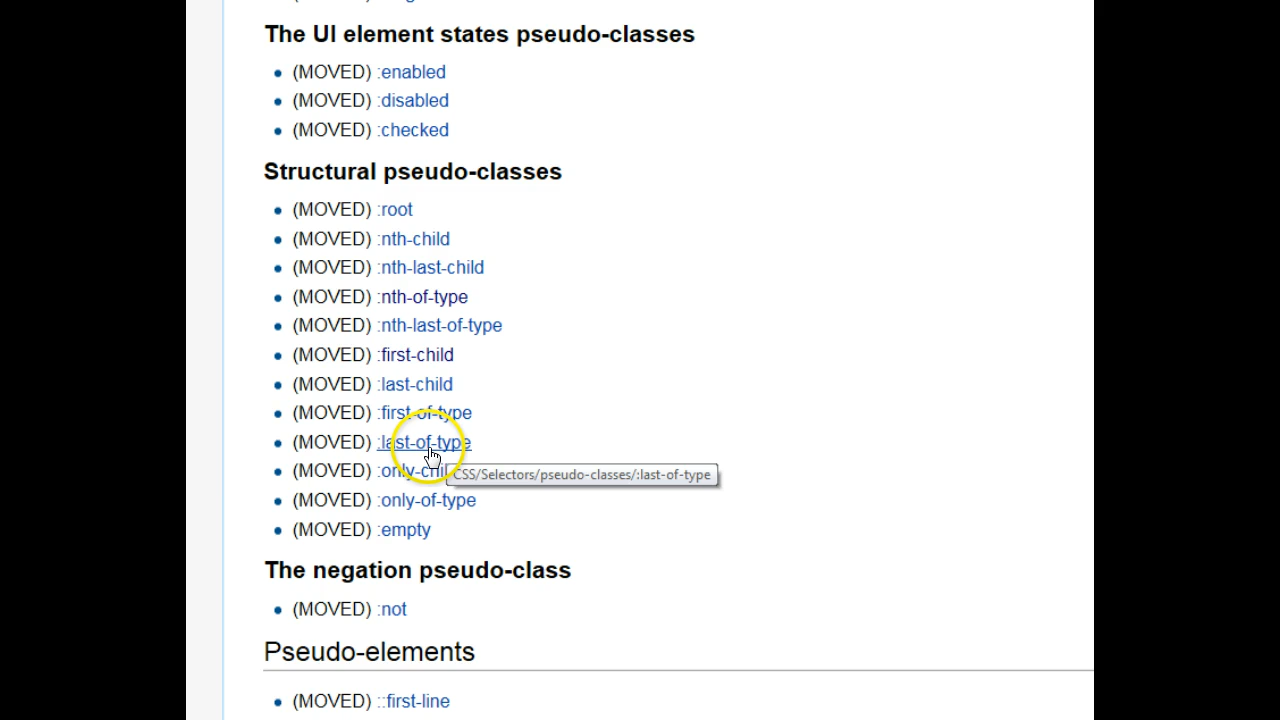 The UI element states pseudo-classes
(MOVED) :enabled
(MOVED) :disabled
(MOVED) :checked
Structural pseudo-classes
(MOVED) :root
(MOVED) :nth-child
(MOVED) :nth-last-child
(MOVED) :nth-of-type
(MOVED) :nth-last-of-type
(MOVED) :first-child
(MOVED) :last-child
(MOVED) :first-of-type
(MOVED) :last-of-type
(MOVED) :only-chil
CSS/Selectors/pseudo-classes/:last-of-type
(MOVED) :only-of-type
(MOVED) :empty
The negation pseudo-class
(MOVED) :not
Pseudo-elements
(MOVED) ::first-line